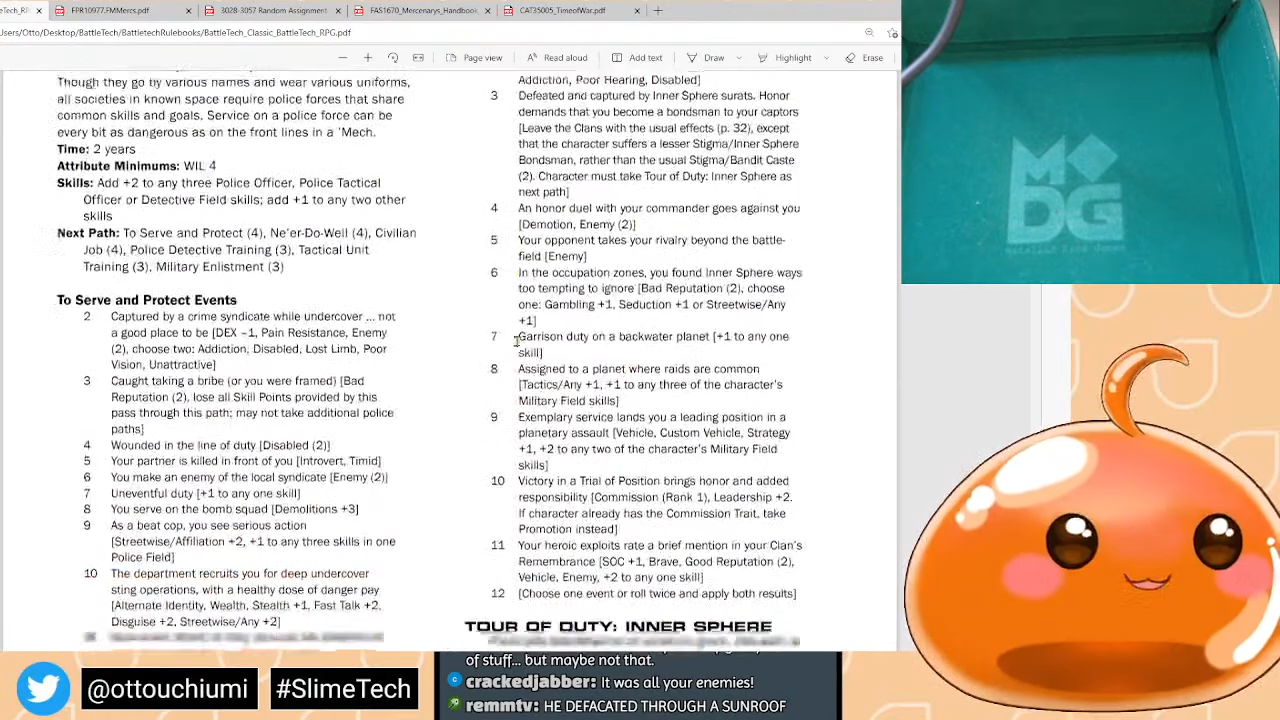 FPR10977.FMMercs.pdf
3028-3057 Random Assignment
FAS1670_Mercenarys_Handbook
CAT35005_TimeofWar.pdf
Users/Otto/Desktop/BattleTech/BattletechRulebooks/BattleTech_Classic_BattleTech_RPG.pdf
Page view
Read aloud
Add text
Draw
Highlight
Erase
Though they go by various names and wear various uniforms,
all societies in known space require police forces that share
common skills and goals. Service on a police force can be
every bit as dangerous as on the front lines in a 'Mech.
Time: 2 years
Attribute Minimums: WIL 4
Skills: Add +2 to any three Police Officer, Police Tactical
Officer or Detective Field skills; add +1 to any two other
skills
Next Path: To Serve and Protect (4), Ne'er-Do-Well (4), Civilian
Job (4), Police Detective Training (3), Tactical Unit
Training (3), Military Enlistment (3)
To Serve and Protect Events
2 Captured by a crime syndicate while undercover ... not
a good place to be [DEX –1, Pain Resistance, Enemy
(2), choose two: Addiction, Disabled, Lost Limb, Poor
Vision, Unattractive]
3 Caught taking a bribe (or you were framed) [Bad
Reputation (2), lose all Skill Points provided by this
pass through this path; may not take additional police
paths]
4 Wounded in the line of duty [Disabled (2)]
5 Your partner is killed in front of you [Introvert, Timid]
6 You make an enemy of the local syndicate [Enemy (2)]
7 Uneventful duty [+1 to any one skill]
8 You serve on the bomb squad [Demolitions +3]
9 As a beat cop, you see serious action
[Streetwise/Affiliation +2, +1 to any three skills in one
Police Field]
10 The department recruits you for deep undercover
sting operations, with a healthy dose of danger pay
[Alternate Identity, Wealth, Stealth +1, Fast Talk +2,
Disguise +2, Streetwise/Any +2]
Addiction, Poor Hearing, Disabled]
3 Defeated and captured by Inner Sphere surats. Honor
demands that you become a bondsman to your captors
[Leave the Clans with the usual effects (p. 32), except
that the character suffers a lesser Stigma/Inner Sphere
Bondsman, rather than the usual Stigma/Bandit Caste
(2). Character must take Tour of Duty: Inner Sphere as
next path]
4 An honor duel with your commander goes against you
[Demotion, Enemy (2)]
5 Your opponent takes your rivalry beyond the battle-
field [Enemy]
6 In the occupation zones, you found Inner Sphere ways
too tempting to ignore [Bad Reputation (2), choose
one: Gambling +1, Seduction +1 or Streetwise/Any
+1]
7 Garrison duty on a backwater planet [+1 to any one
skill]
8 Assigned to a planet where raids are common
[Tactics/Any +1, +1 to any three of the character's
Military Field skills]
9 Exemplary service lands you a leading position in a
planetary assault [Vehicle, Custom Vehicle, Strategy
+1, +2 to any two of the character's Military Field
skills]
10 Victory in a Trial of Position brings honor and added
responsibility [Commission (Rank 1), Leadership +2.
If character already has the Commission Trait, take
Promotion instead]
11 Your heroic exploits rate a brief mention in your Clan's
Remembrance [SOC +1, Brave, Good Reputation (2),
Vehicle, Enemy, +2 to any one skill]
12 [Choose one event or roll twice and apply both results]
TOUR OF DUTY: INNER SPHERE
MDG
@ottouchiumi
#SlimeTech
of stuff... but maybe not that.
crackedjabber: It was all your enemies!
remmtv: HE DEFACATED THROUGH A SUNROOF